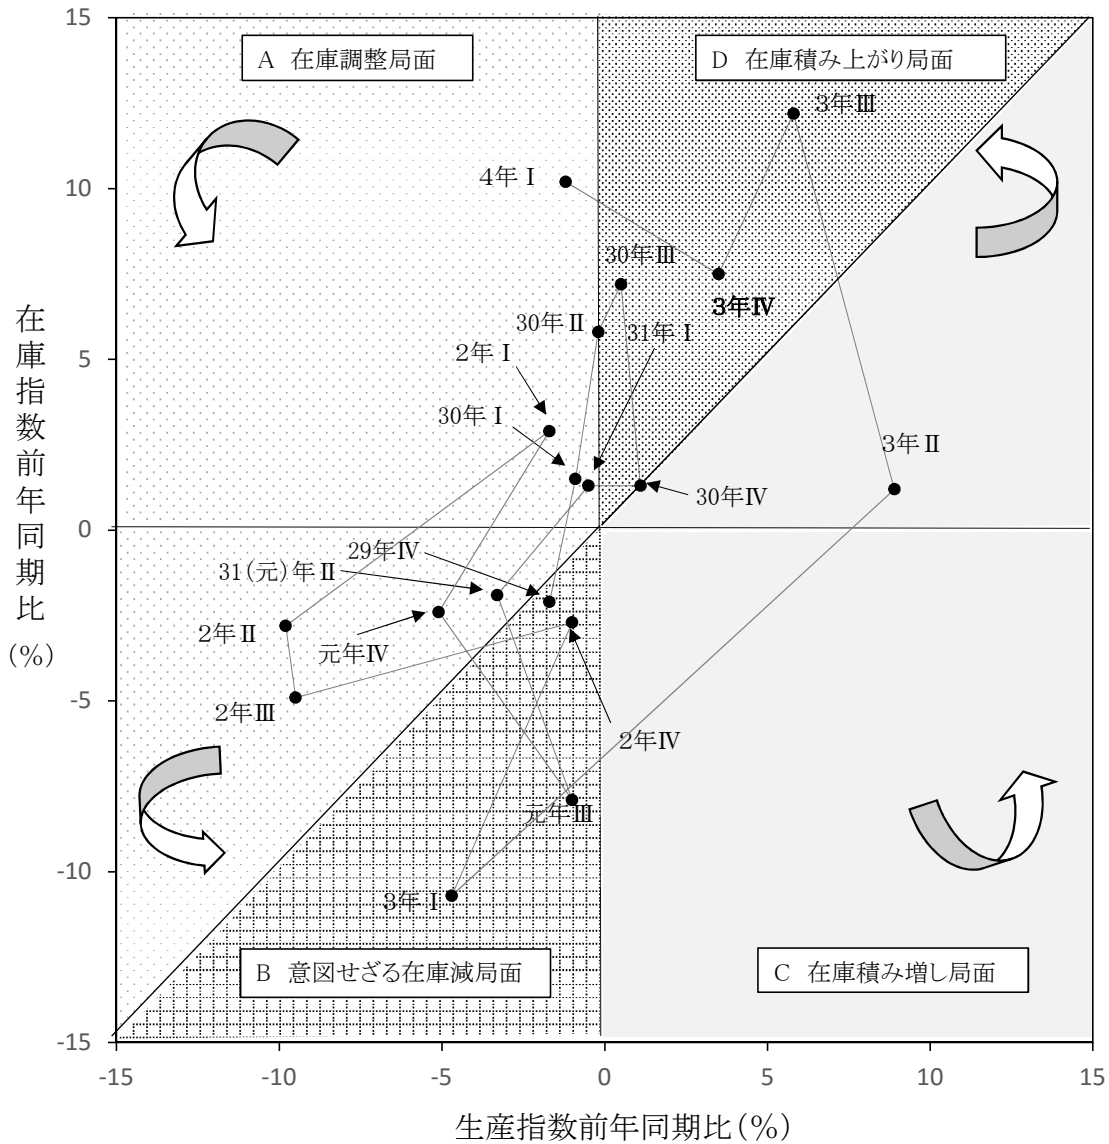 15
A 在庫調整局面
D 在庫積み上がり局面
3年Ⅲ
10
4年Ⅰ
30年Ⅲ
3年Ⅳ
30年Ⅱ
31年Ⅰ
2年Ⅰ
5
30年Ⅰ
3年Ⅱ
30年Ⅳ
0
29年Ⅳ
31(元)年Ⅱ
2年Ⅱ
元年Ⅳ
2年Ⅲ
-5
2年Ⅳ
元年Ⅲ
-10
3年Ⅰ
B 意図せざる在庫減局面
C 在庫積み増し局面
-15
-15 -10 -5 0 5 10 15
在庫指数前年同期比(%)
生産指数前年同期比(%)